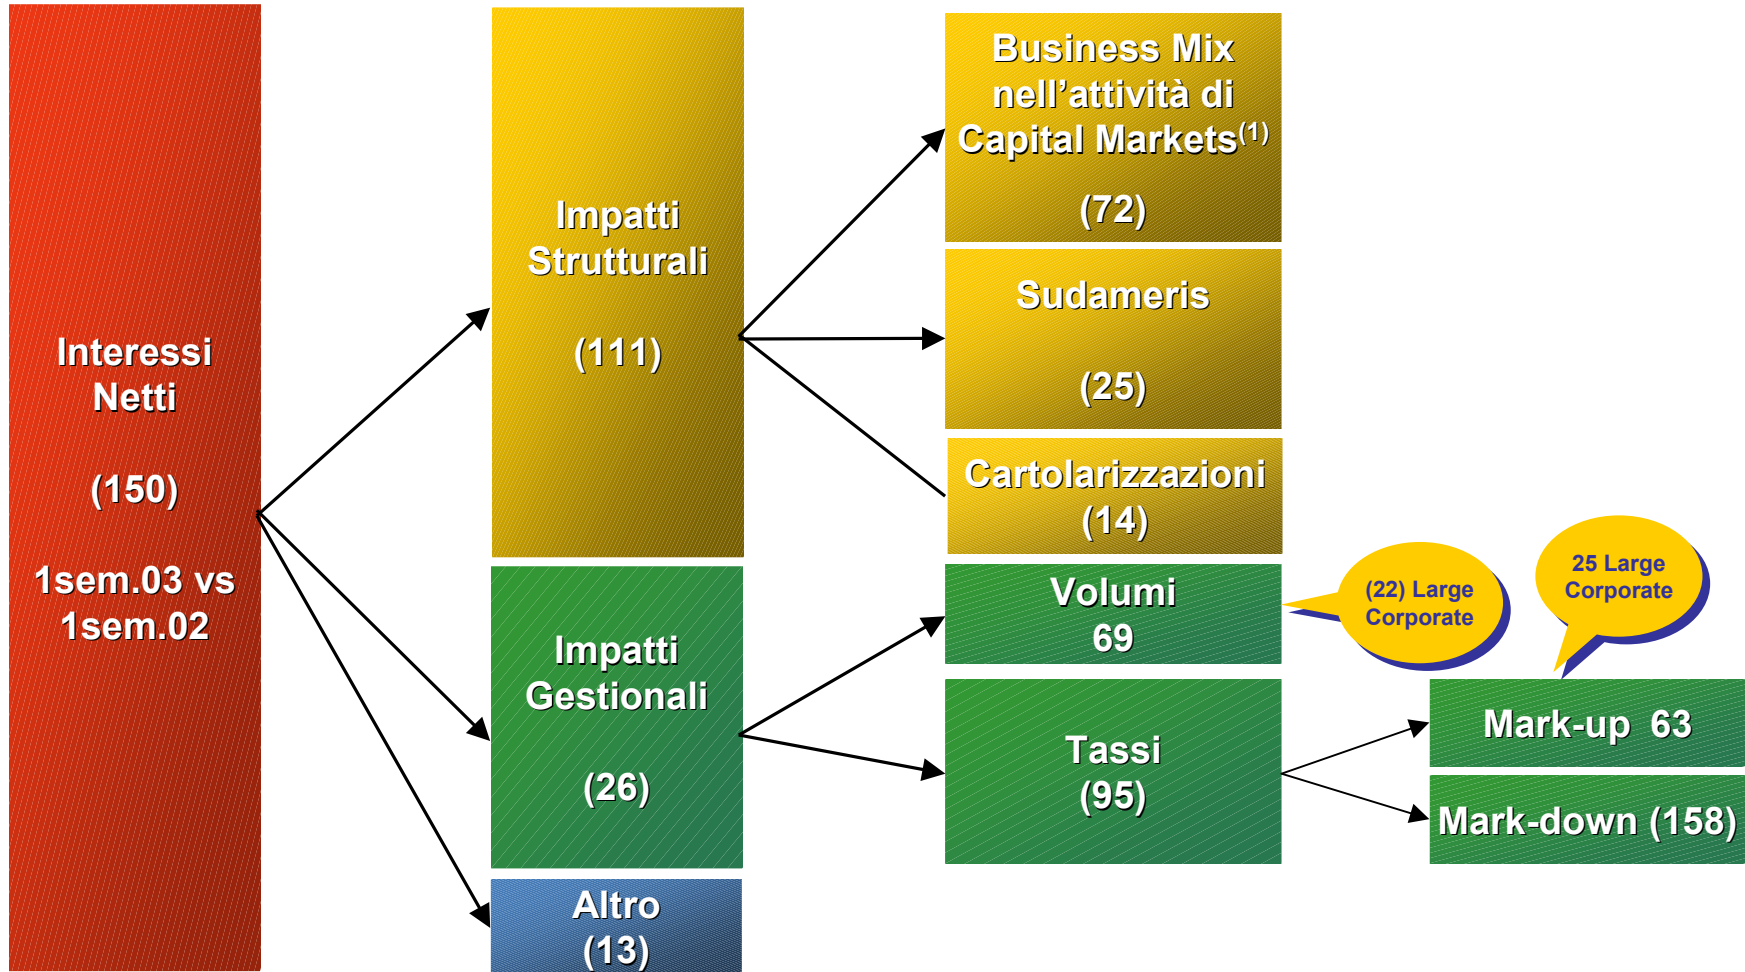 Interessi
Netti
(150)
1sem.03 vs
1sem.02
Impatti
Strutturali
(111)
Impatti
Gestionali
(26)
Altro
(13)
Business Mix
nell’attività di
Capital Markets(1)
(72)
Sudameris
(25)
Cartolarizzazioni
(14)
Volumi
69
Tassi
(95)
(22) Large
Corporate
25 Large
Corporate
Mark-up 63
Mark-down (158)